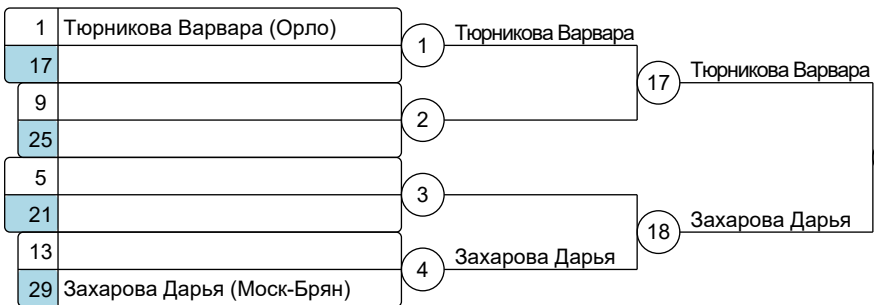 1 Тюрникова Варвара (Орло)
17
1 Тюрникова Варвара
9
25
2
17 Тюрникова Варвара
5
21
3
13
29 Захарова Дарья (Моск-Брян)
4 Захарова Дарья
18 Захарова Дарья